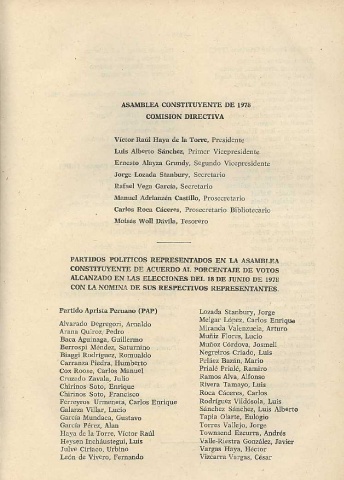 ASAMBLEA CONSTITUYENTE DE 1978
COMISION DIRECTIVA
Víctor Raúl Haya de la Torre, Presidente
Luis Alberto Sánchez, Primer Vicepresidente
Ernesto Alayza Grundy, Segundo Vicepresidente
Jorge Lozada Stanbury, Secretario
Rafael Vega García, Secretario
Manuel Adrianzén Castillo, Prosecretario
Carlos Roca Cáceres, Prosecretario Bibliotecario
Moisés Woll Dávila, Tesorero
PARTIDOS POLITICOS REPRESENTADOS EN LA ASAMBLEA
CONSTITUYENTE DE ACUERDO AL PORCENTAJE DE VOTOS
ALCANZADO EN LAS ELECCIONES DEL 18 DE JUNIO DE 1978
CON LA NOMINA DE SUS RESPECTIVOS REPRESENTANTES.
Partido Aprista Peruano (PAP)
Alvarado Degregori, Arnaldo
Arana Quiroz, Pedro
Baca Aguinaga, Guillermo
Berrospi Méndez, Saturnino
Biaggi Rodríguez, Romualdo
Carranza Piedra, Humberto
Cox Roose, Carlos Manuel
Cruzado Zavala, Julio
Chirinos Soto, Enrique
Chirinos Soto, Francisco
Ferreyros Urmeneta, Carlos Enrique
Galarza Villar, Lucio
García Mundaca, Gustavo
García Pérez, Alan
Haya de la Torre, Víctor Raúl
Heysen Incháustegui, Luis
Julve Ciriaco, Urbino
León de Vivero, Fernando
Lozada Stanbury, Jorge
Melgar López, Carlos Enrique
Miranda Valenzuela, Arturo
Muñiz Flores, Lucio
Muñoz Córdova, Josmell
Negreiros Criado, Luis
Peláez Bazán, Mario
Prialé Prialé, Ramiro
Ramos Alva, Alfonso
Rivera Tamayo, Luis
Roca Cáceres, Carlos
Rodríguez Vildósola, Luis
Sánchez Sánchez, Luis Alberto
Tapia Olarte, Eulogio
Torres Vallejo, Jorge
Townsend Ezcurra, Andrés
Valle-Riestra González, Javier
Vargas Haya, Héctor
Vizcarra Vargas, César